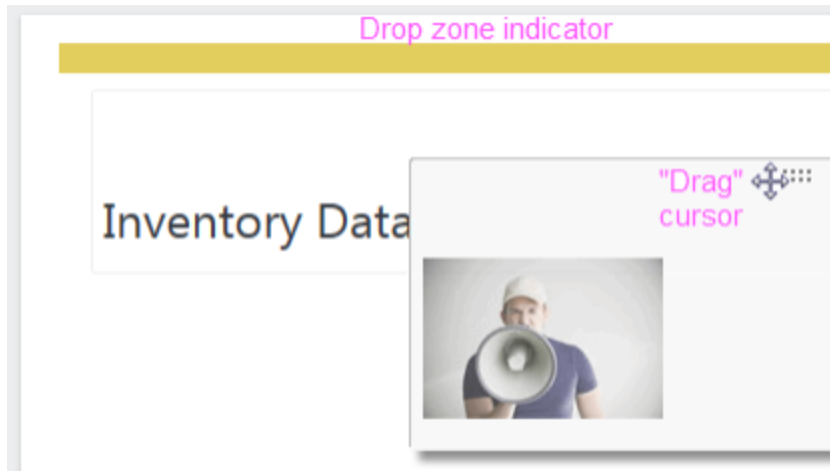 Drop zone indicator
"Drag"
cursor
Inventory Data